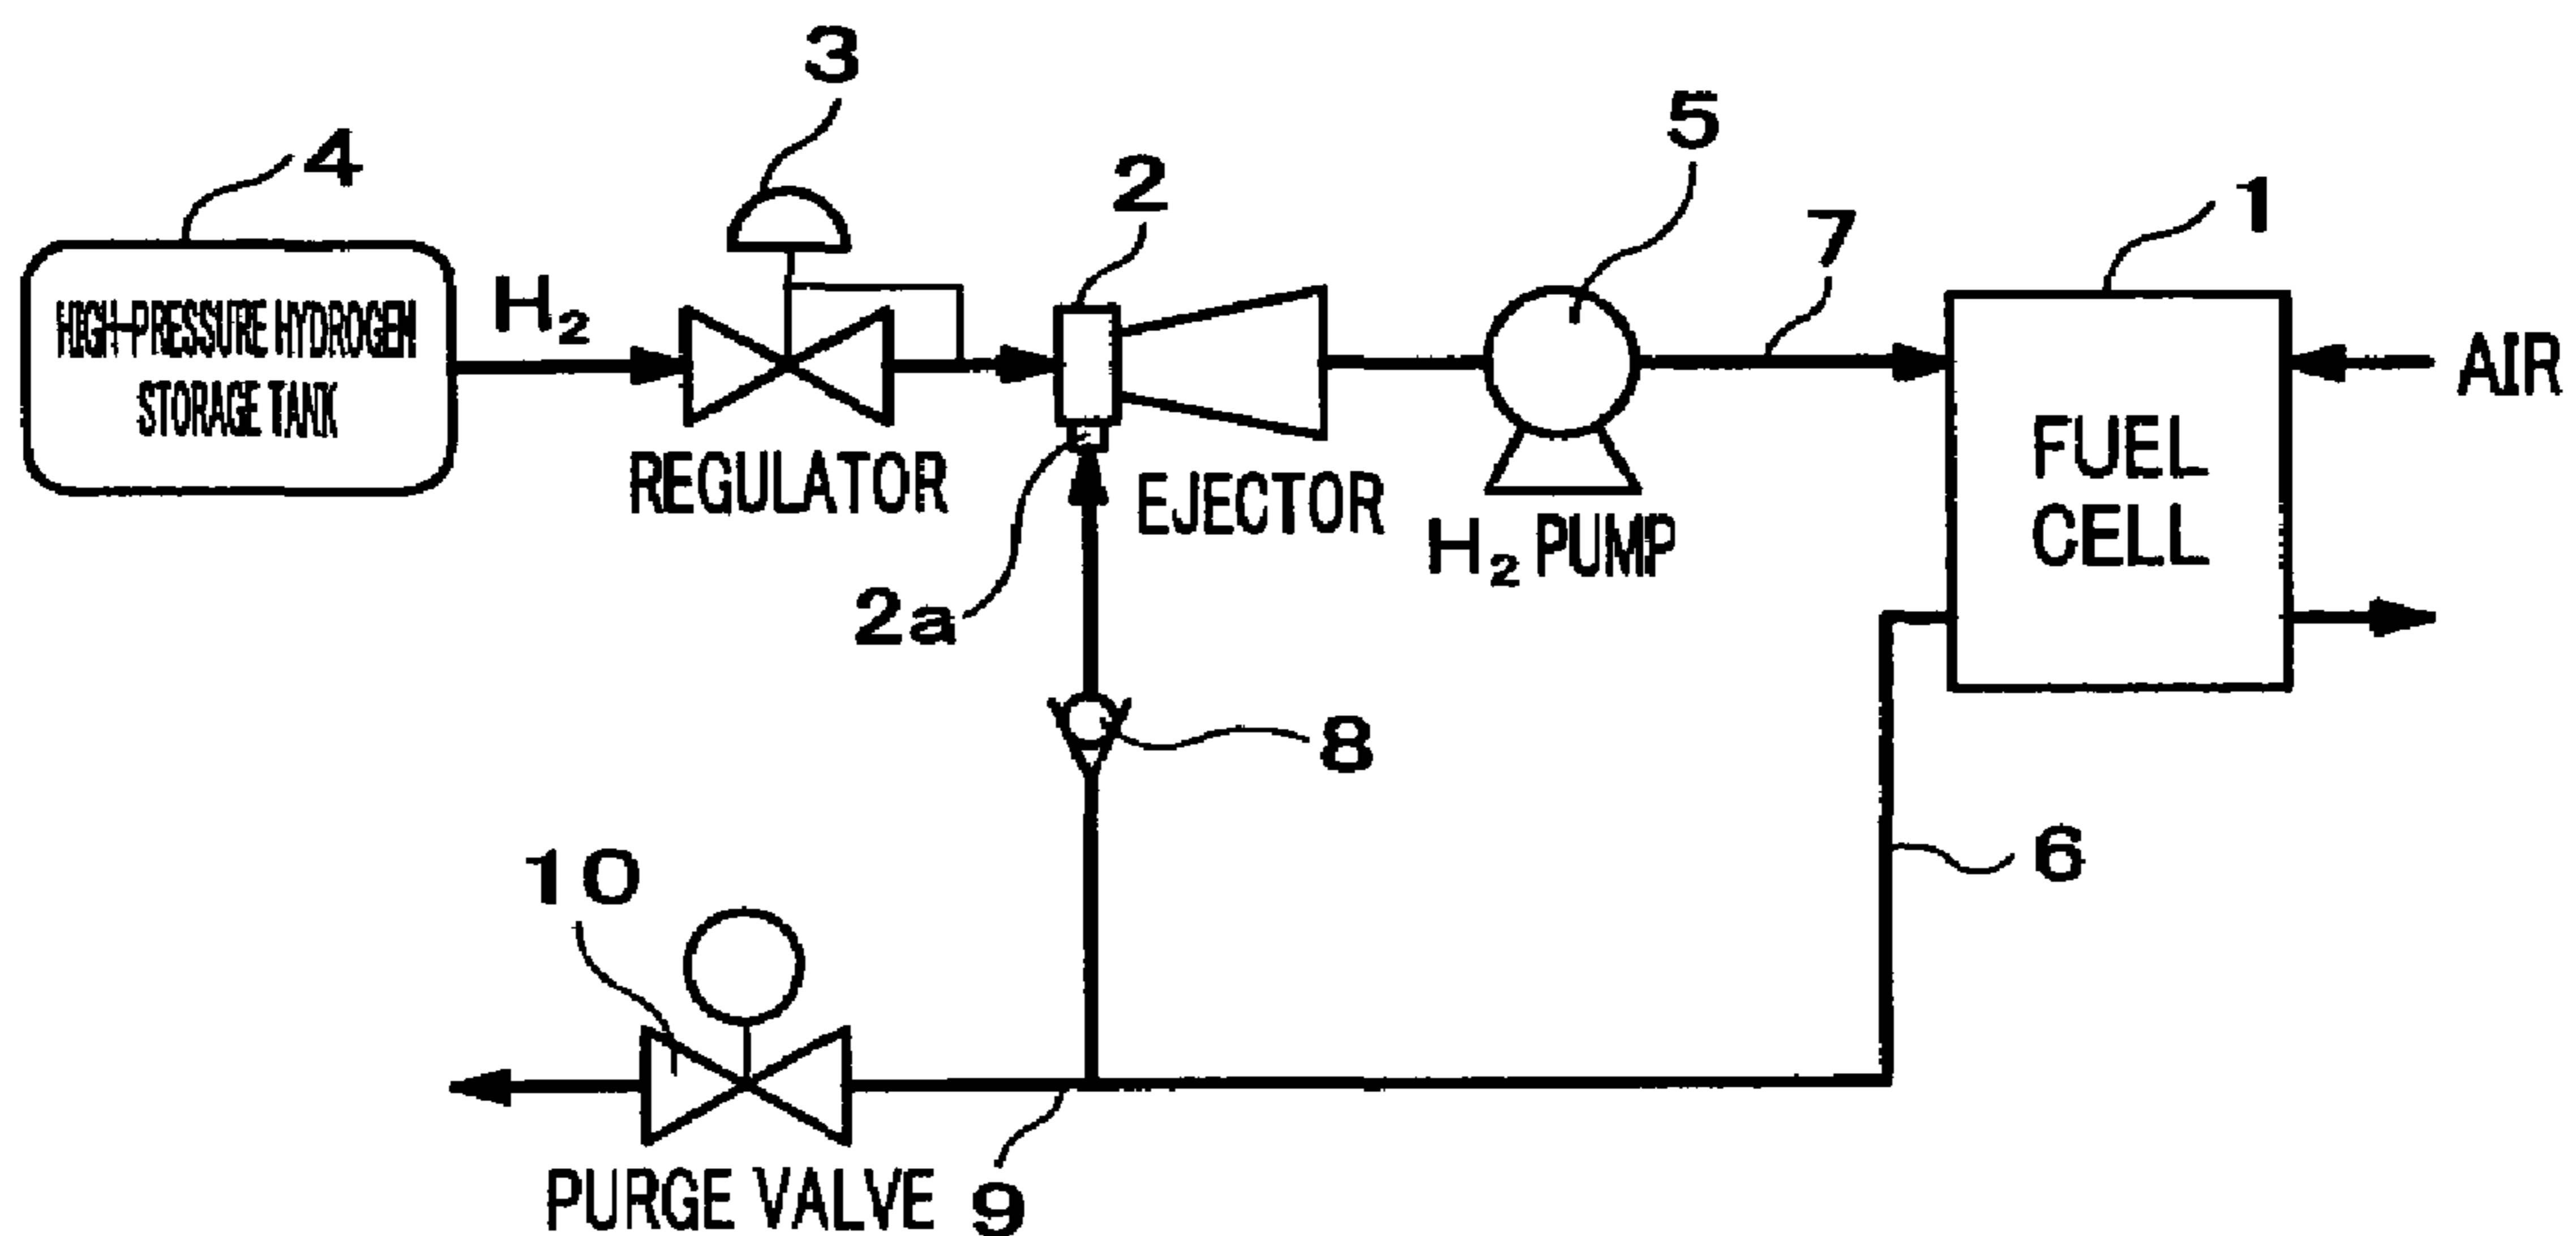 3
5
4
2
1
7
H₂
HIGH-PRESSURE HYDROGEN
STORAGE TANK
AIR
REGULATOR
EJECTOR
H₂ PUMP
FUEL
CELL
2a
8
6
10
PURGE VALVE
9